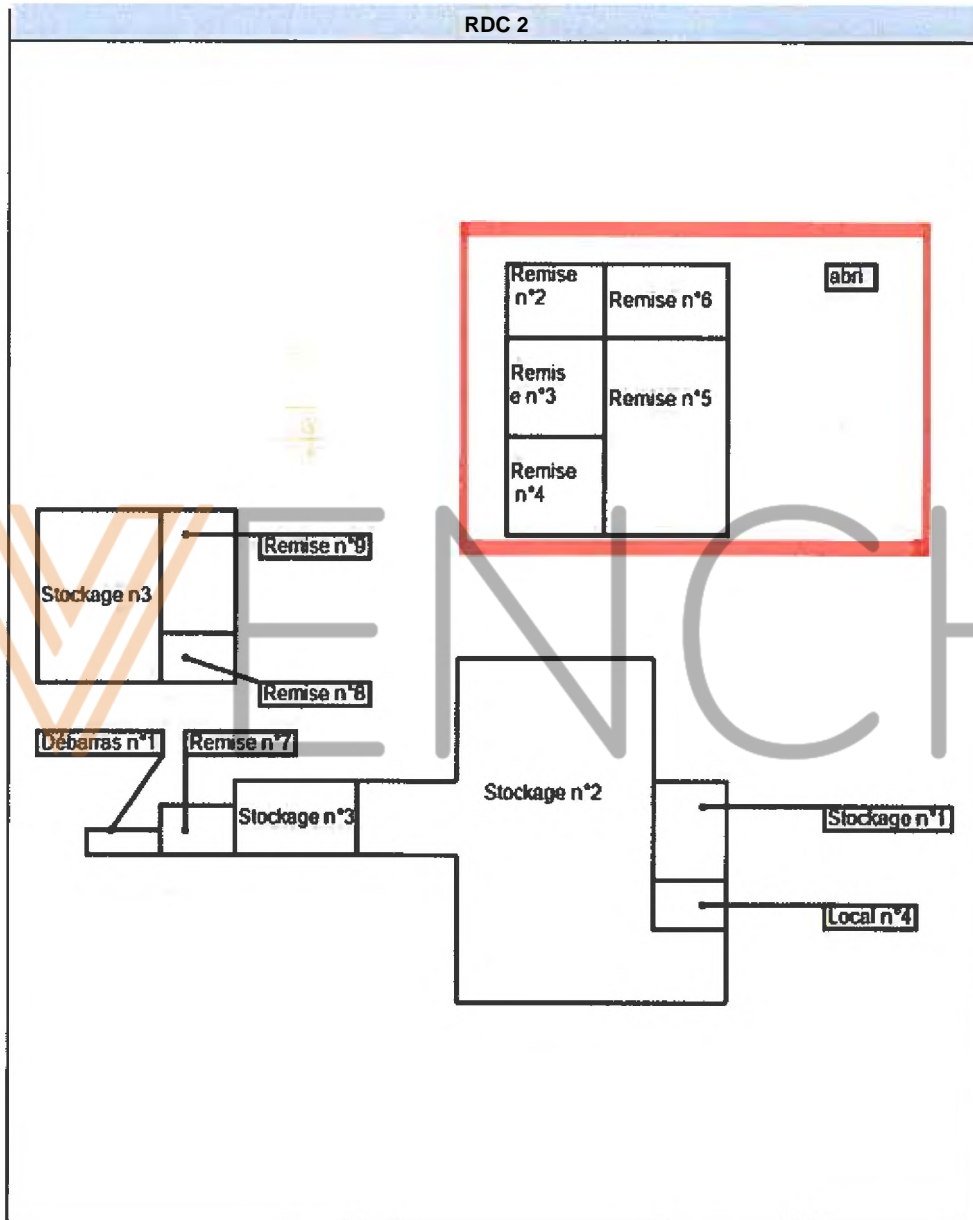 RDC 2
Remise
n°2
Remise n°6
abri
Remis
e n°3
Remise n°5
Remise
n°4
Remise n°9
Stockage n3
Remise n°8
Débarras n°1
Remise n°7
Stockage n°2
Stockage n°3
Stockage n°1
Local n°4
VENCH